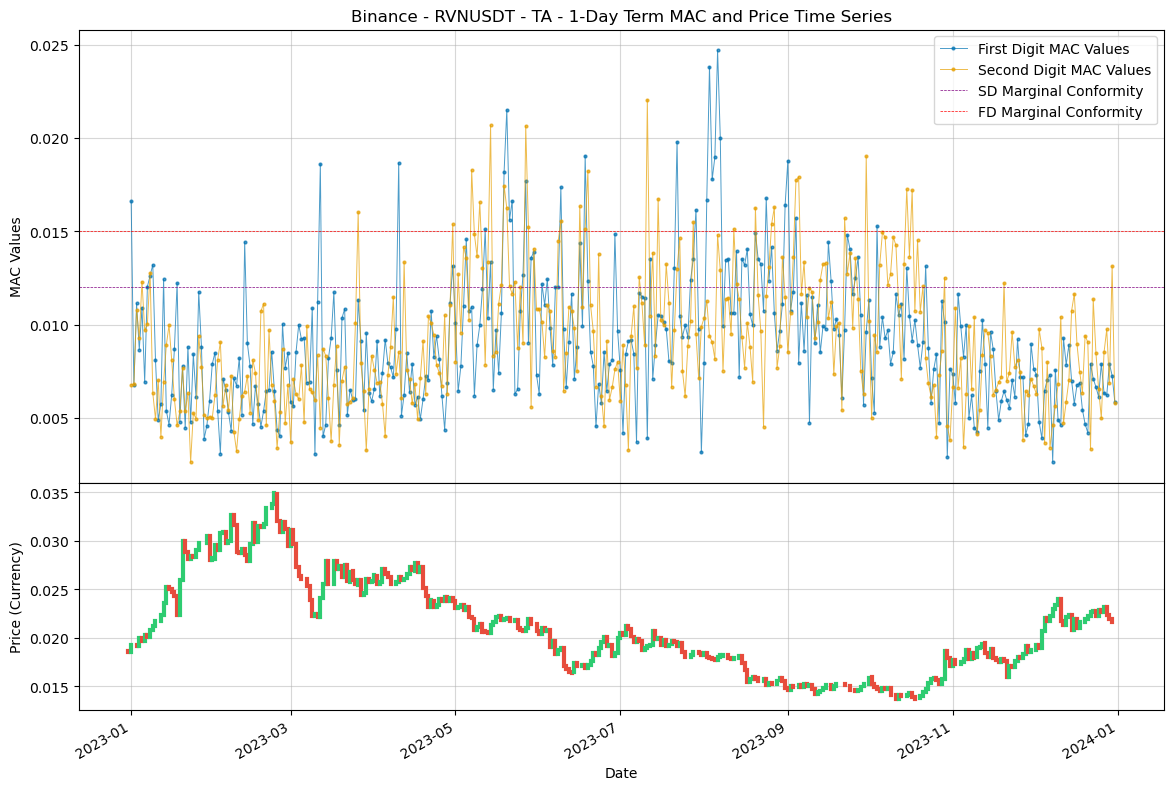 Binance - RVNUSDT - TA - 1-Day Term MAC and Price Time Series
0.025
0.020
0.015
0.010
0.005
MAC Values
First Digit MAC Values
Second Digit MAC Values
SD Marginal Conformity
FD Marginal Conformity
0.035
0.030
0.025
0.020
0.015
Price (Currency)
2023-01
2023-03
2023-05
2023-07
2023-09
2023-11
2024-01
Date